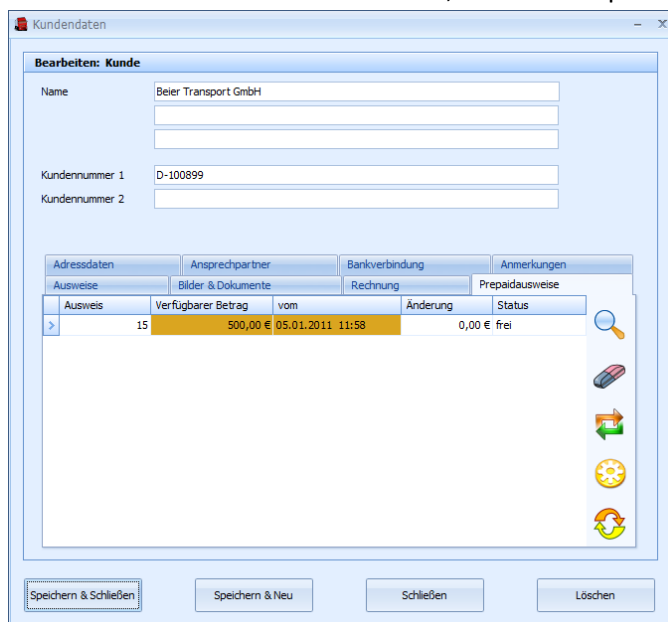 Kundendaten
Bearbeiten: Kunde
Name Beier Transport GmbH
Kundennummer 1 D-100899
Kundennummer 2
Adressdaten Ansprechpartner Bankverbindung Anmerkungen
Ausweise Bilder & Dokumente Rechnung Prepaidausweise
Ausweis Verfügbarer Betrag vom Änderung Status
15 500,00 € 05.01.2011 11:58 0,00 € frei
Speichern & Schließen Speichern & Neu Schließen Löschen